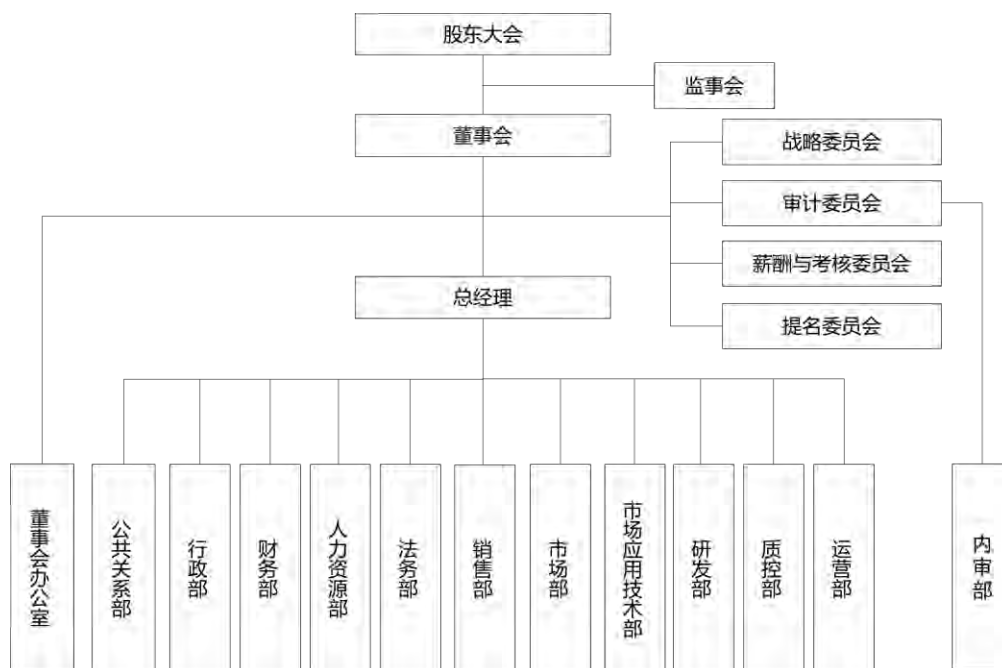 股东大会
监事会
董事会
战略委员会
审计委员会
薪酬与考核委员会
总经理
提名委员会
董事会办公室
公共关系部
行政部
财务部
人力资源部
法务部
销售部
市场部
市场应用技术部
研发部
质控部
运营部
内审部